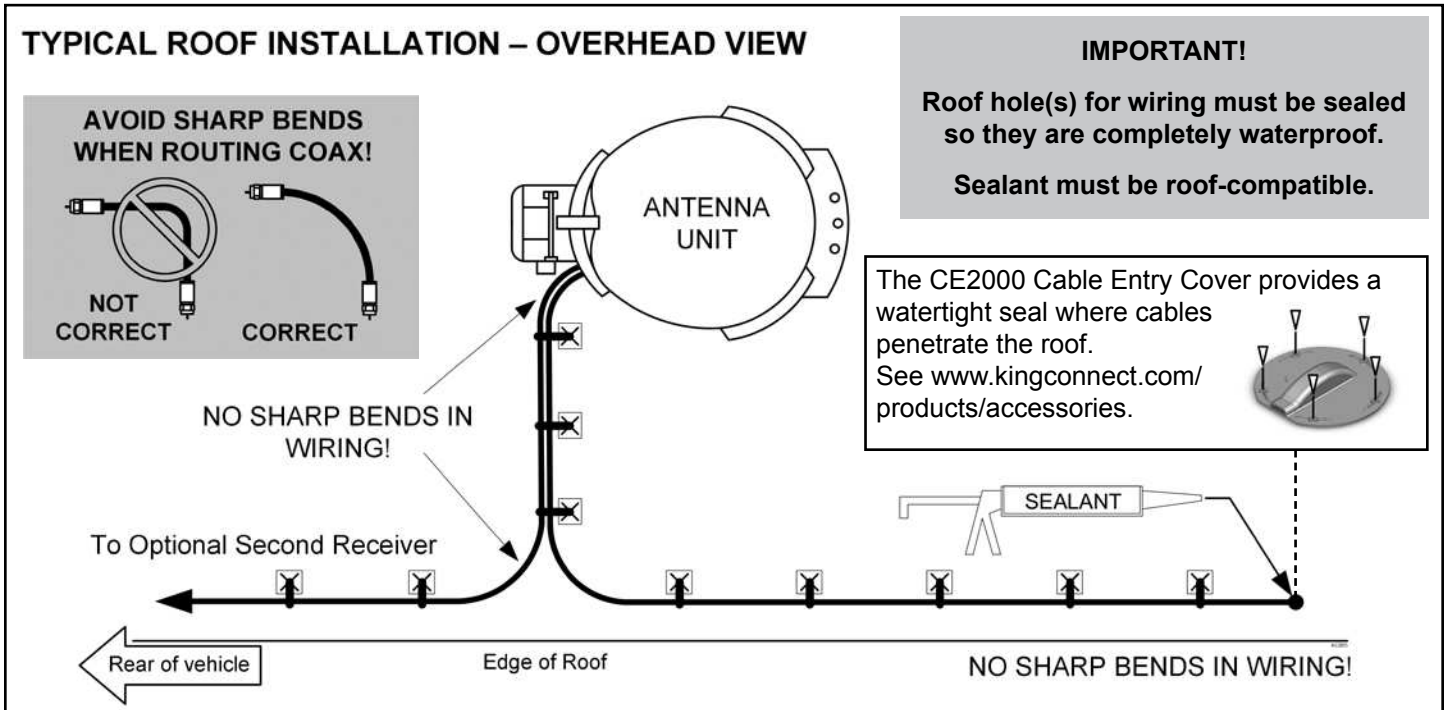 TYPICAL ROOF INSTALLATION – OVERHEAD VIEW
AVOID SHARP BENDS
WHEN ROUTING COAX!
NOT
CORRECT
CORRECT
ANTENNA
UNIT
IMPORTANT!
Roof hole(s) for wiring must be sealed
so they are completely waterproof.
Sealant must be roof-compatible.
The CE2000 Cable Entry Cover provides a
watertight seal where cables
penetrate the roof.
See www.kingconnect.com/
products/accessories.
NO SHARP BENDS IN
WIRING!
SEALANT
To Optional Second Receiver
Rear of vehicle
Edge of Roof
NO SHARP BENDS IN WIRING!